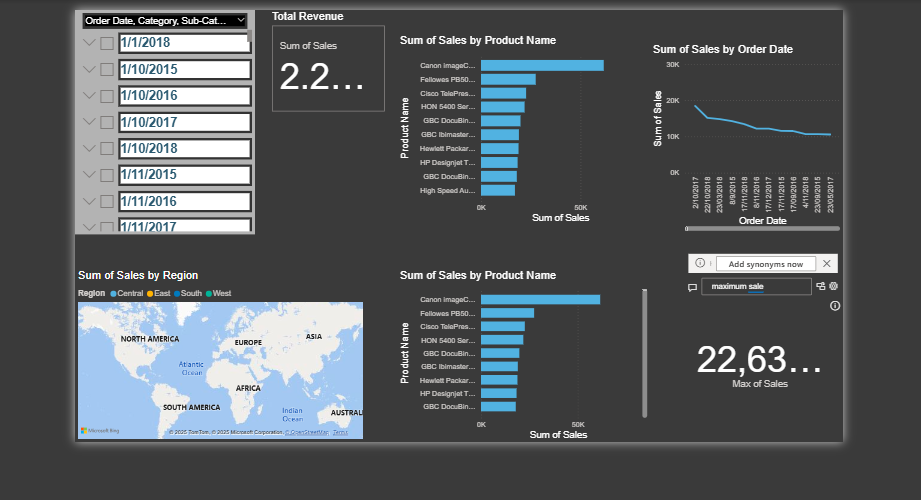 Order Date, Category, Sub-Cat...
1/1/2018
1/10/2015
1/10/2016
1/10/2017
1/10/2018
1/11/2015
1/11/2016
1/11/2017
Total Revenue
Sum of Sales
2.2...
Sum of Sales by Product Name
Product Name
Canon imageC...
Fellowes PB50...
Cisco TelePres...
HON 5400 Ser...
GBC DocuBin...
GBC Ibimaster...
Hewlett Packar...
HP Designjet T...
GBC DocuBin...
High Speed Au...
0K 50K
Sum of Sales
Sum of Sales by Order Date
Sum of Sales
30K
20K
10K
0K
2/10/2017
22/10/2018
23/03/2018
8/9/2015
17/11/2018
8/11/2016
17/12/2017
17/11/2015
17/09/2016
4/11/2018
23/09/2015
23/05/2017
Order Date
Sum of Sales by Region
Region Central East South West
NORTH AMERICA
EUROPE
ASIA
Atlantic
Ocean
AFRICA
SOUTH AMERICA
Indian
Ocean
AUSTRAL
Microsoft Bing
© 2025 TomTom, © 2025 Microsoft Corporation, © OpenStreetMap Terms
Sum of Sales by Product Name
Product Name
Canon imageC...
Fellowes PB50...
Cisco TelePres...
HON 5400 Ser...
GBC DocuBin...
GBC Ibimaster...
Hewlett Packar...
HP Designjet T...
GBC DocuBin...
0K 50K
Sum of Sales
Add synonyms now
maximum sale
22,63...
Max of Sales